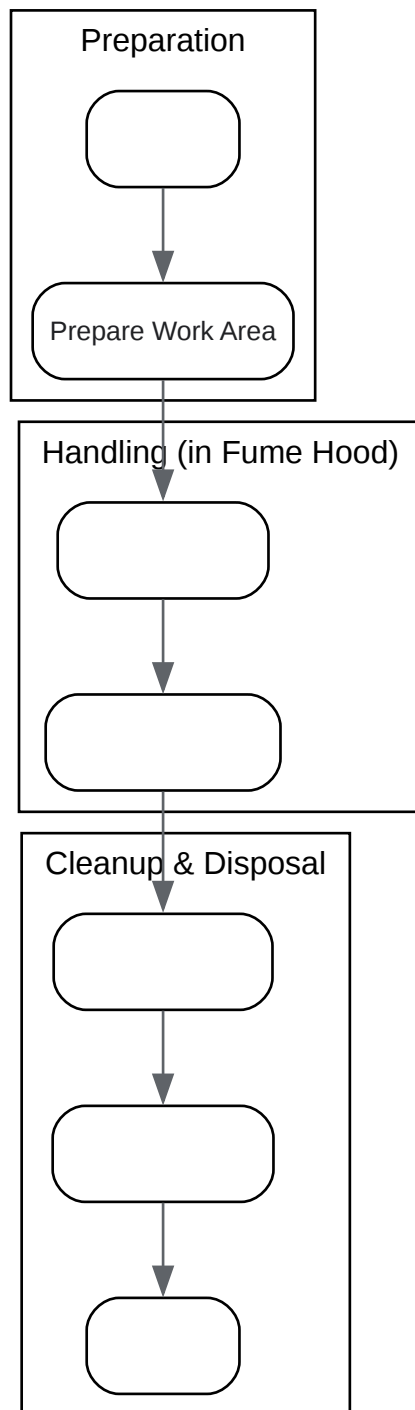 Preparation
Prepare Work Area
Handling (in Fume Hood)
Cleanup & Disposal